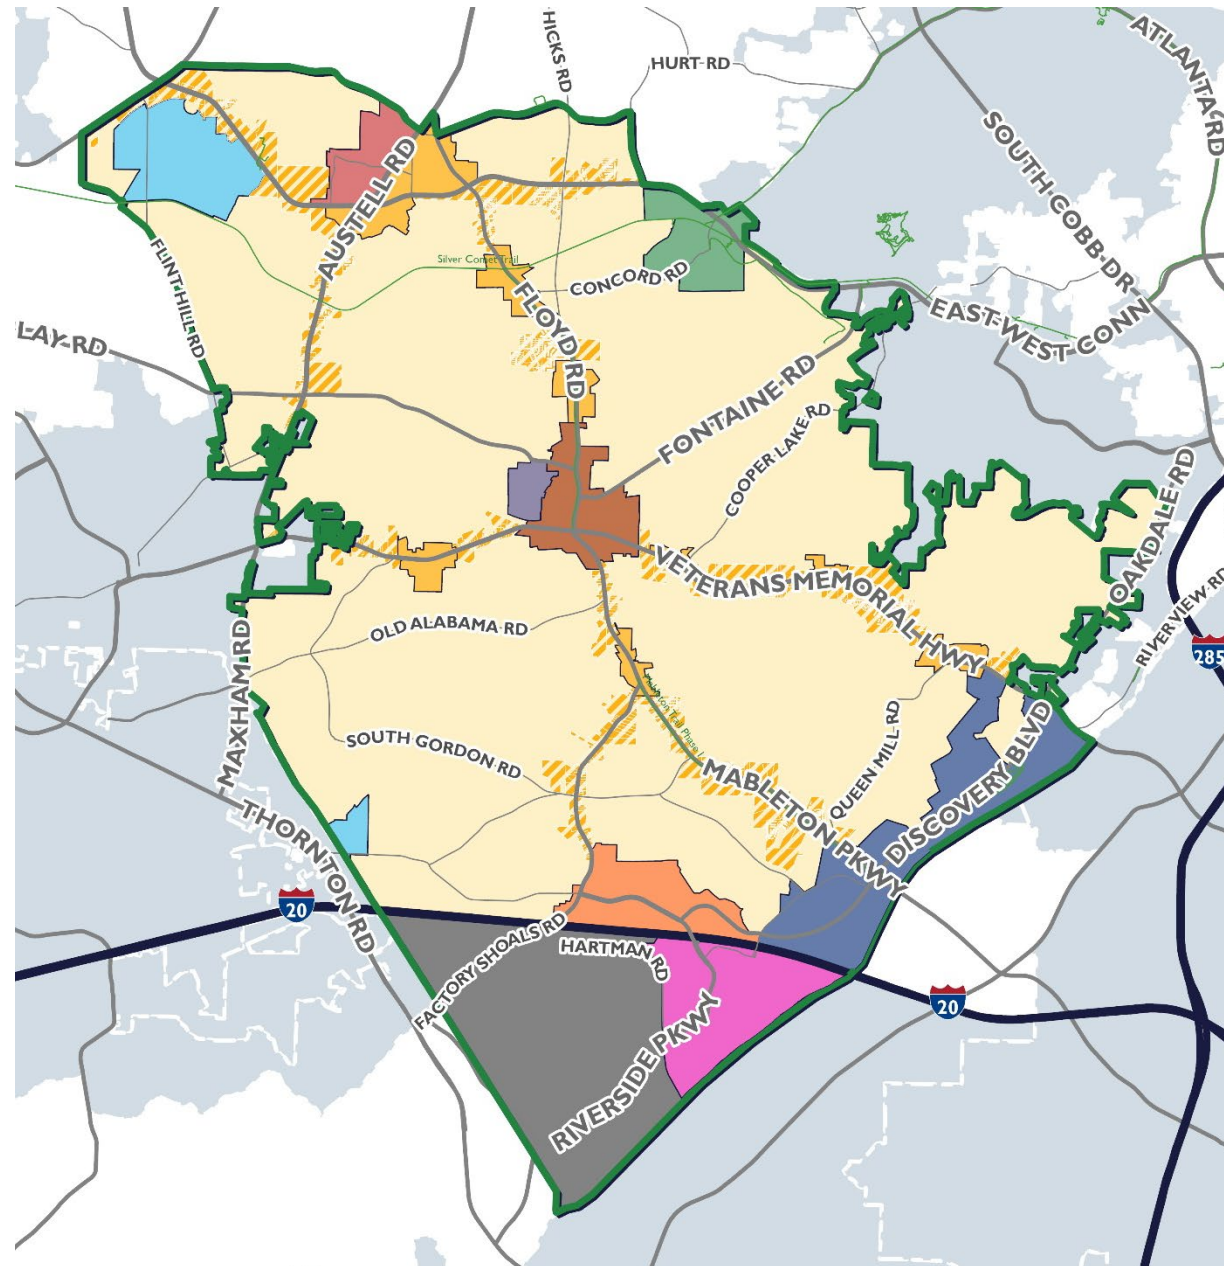 HICKS RD
HURT RD
ATLANTA RD
SOUTH COBB DR
AUSTELL RD
FLINT HILL RD
Silver Comet Trail
CONCORD RD
FLOYD RD
EAST-WEST CONN
LAY RD
FONTAINE RD
COOPER LAKE RD
OAKDALE RD
VETERANS MEMORIAL HWY
RIVERVIEW RD
285
OLD ALABAMA RD
MAXHAM RD
SOUTH GORDON RD
QUEEN MILL RD
DISCOVERY BLVD
MABLETON PKWY
THORNTON RD
20
FACTORY SHOALS RD
HARTMAN RD
20
RIVERSIDE PKWY